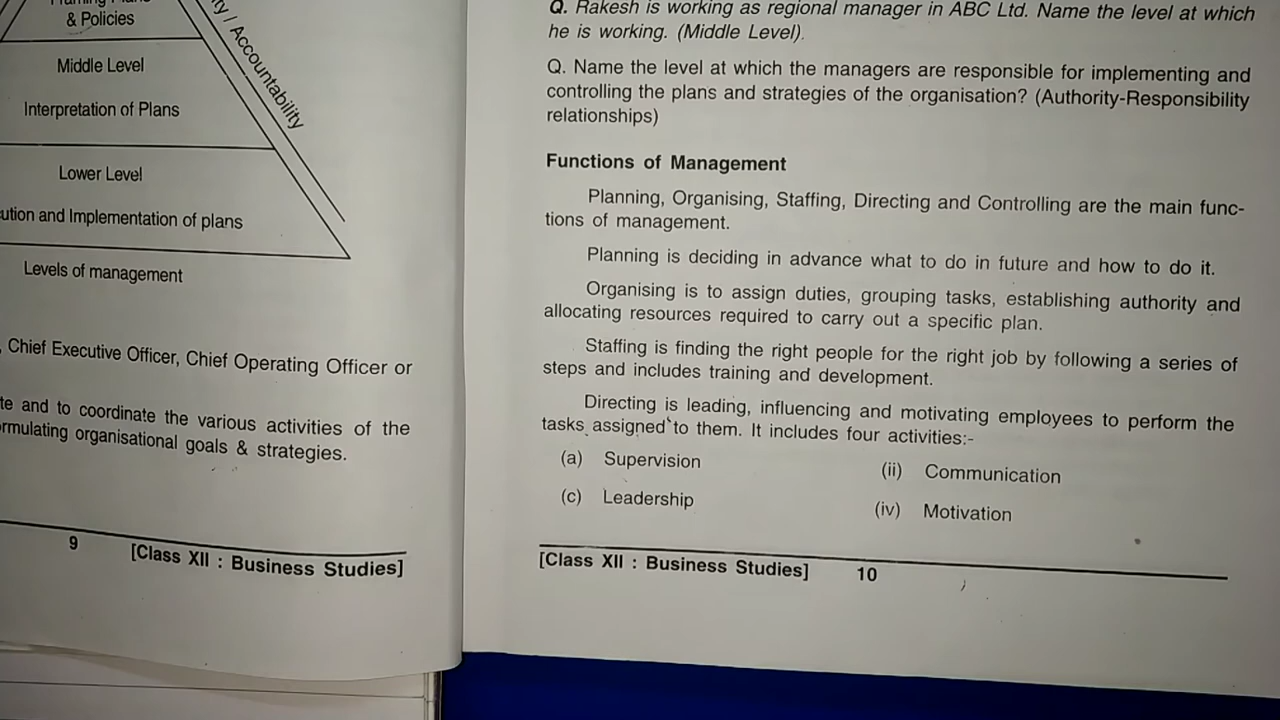 & Policies
Middle Level
Interpretation of Plans
Lower Level
and Implementation of plans
Levels of management
/ Accountability
, Chief Executive Officer, Chief Operating Officer or
and to coordinate the various activities of the
organisational goals & strategies.
9 [Class XII : Business Studies]
Q. Rakesh is working as regional manager in ABC Ltd. Name the level at which
he is working. (Middle Level).
Q. Name the level at which the managers are responsible for implementing and
controlling the plans and strategies of the organisation? (Authority-Responsibility
relationships)
Functions of Management
Planning, Organising, Staffing, Directing and Controlling are the main func-
tions of management.
Planning is deciding in advance what to do in future and how to do it.
Organising is to assign duties, grouping tasks, establishing authority and
allocating resources required to carry out a specific plan.
Staffing is finding the right people for the right job by following a series of
steps and includes training and development.
Directing is leading, influencing and motivating employees to perform the
tasks assigned to them. It includes four activities:-
(a) Supervision (ii) Communication
(c) Leadership (iv) Motivation
[Class XII : Business Studies] 10